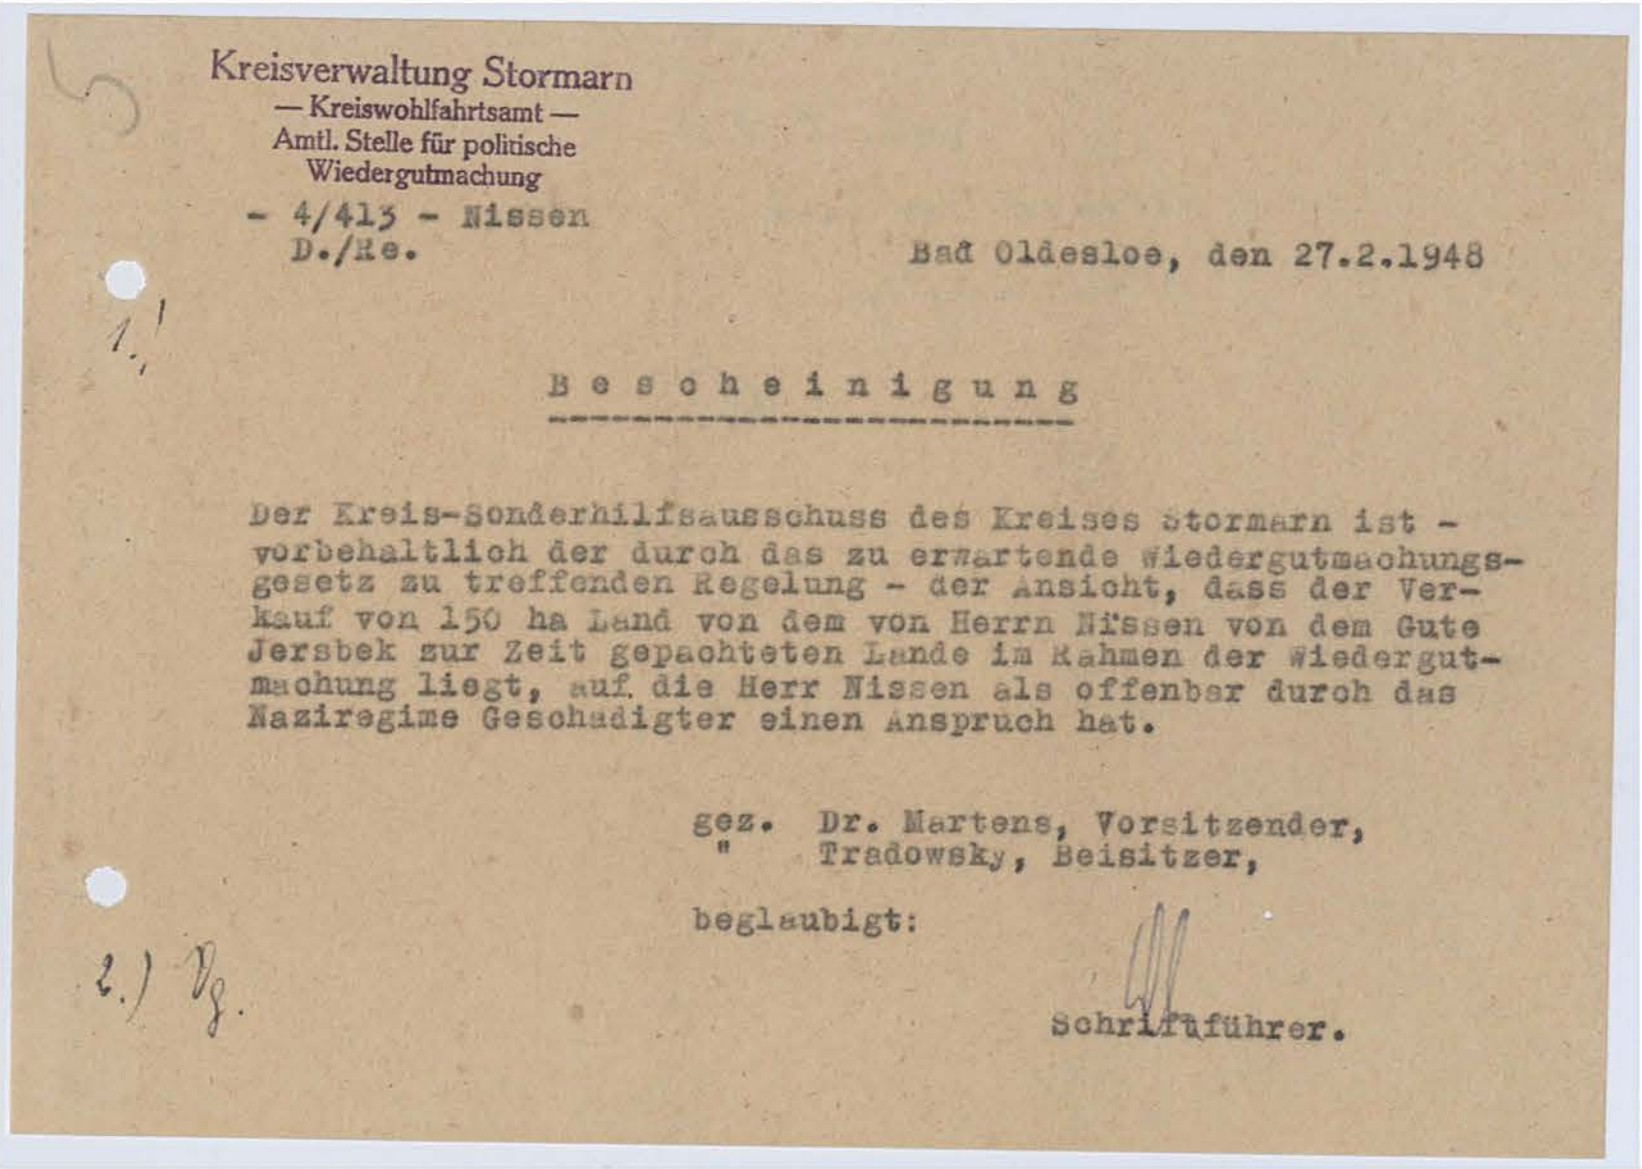 5
Kreisverwaltung Stormarn
— Kreiswohlfahrtsamt —
Amtl. Stelle für politische
Wiedergutmachung
- 4/413 - Nissen
D./Re.
Bad Oldesloe, den 27.2.1948
1.)
Bescheinigung
Der Kreis-Sonderhilfsausschuss des Kreises Stormarn ist -
vorbehaltlich der durch das zu erwartende Wiedergutmachungs-
gesetz zu treffenden Regelung - der Ansicht, dass der Ver-
kauf von 150 ha Land von dem von Herrn Nissen von dem Gute
Jersbek zur Zeit gepachteten Lande im Rahmen der Wiedergut-
machung liegt, auf die Herr Nissen als offenbar durch das
Naziregime Geschädigter einen Anspruch hat.
gez. Dr. Martens, Vorsitzender,
" Tradowsky, Beisitzer,
beglaubigt:
2.)
Schriftführer.